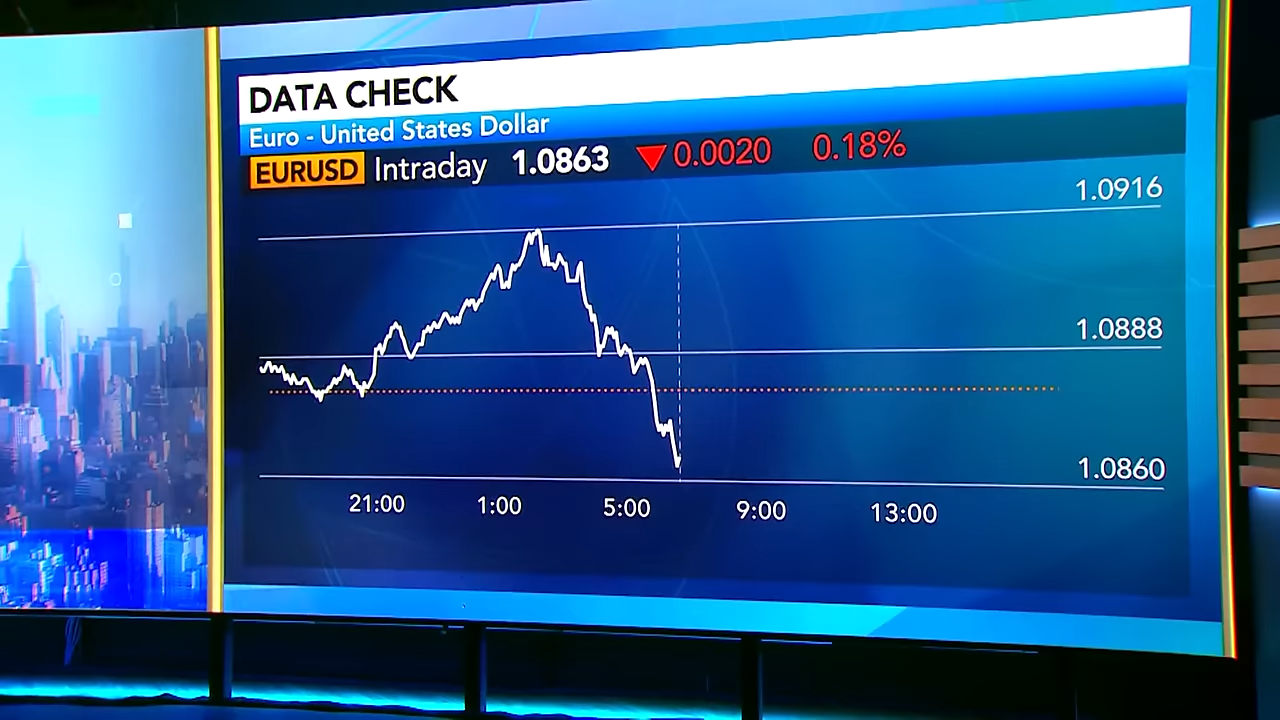 DATA CHECK
Euro - United States Dollar
EURUSD Intraday 1.0863 ▼0.0020 0.18%
1.0916
1.0888
1.0860
21:00 1:00 5:00 9:00 13:00